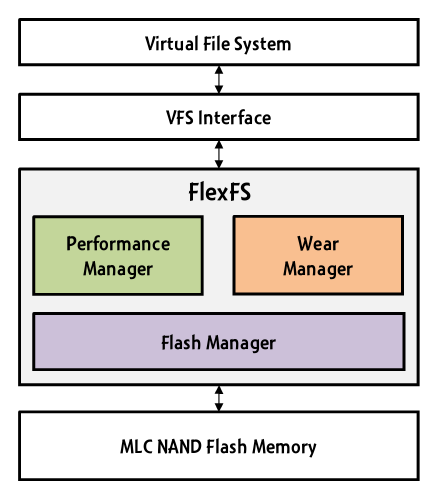 Virtual File System
VFS Interface
FlexFS
Performance
Manager
Wear
Manager
Flash Manager
MLC NAND Flash Memory